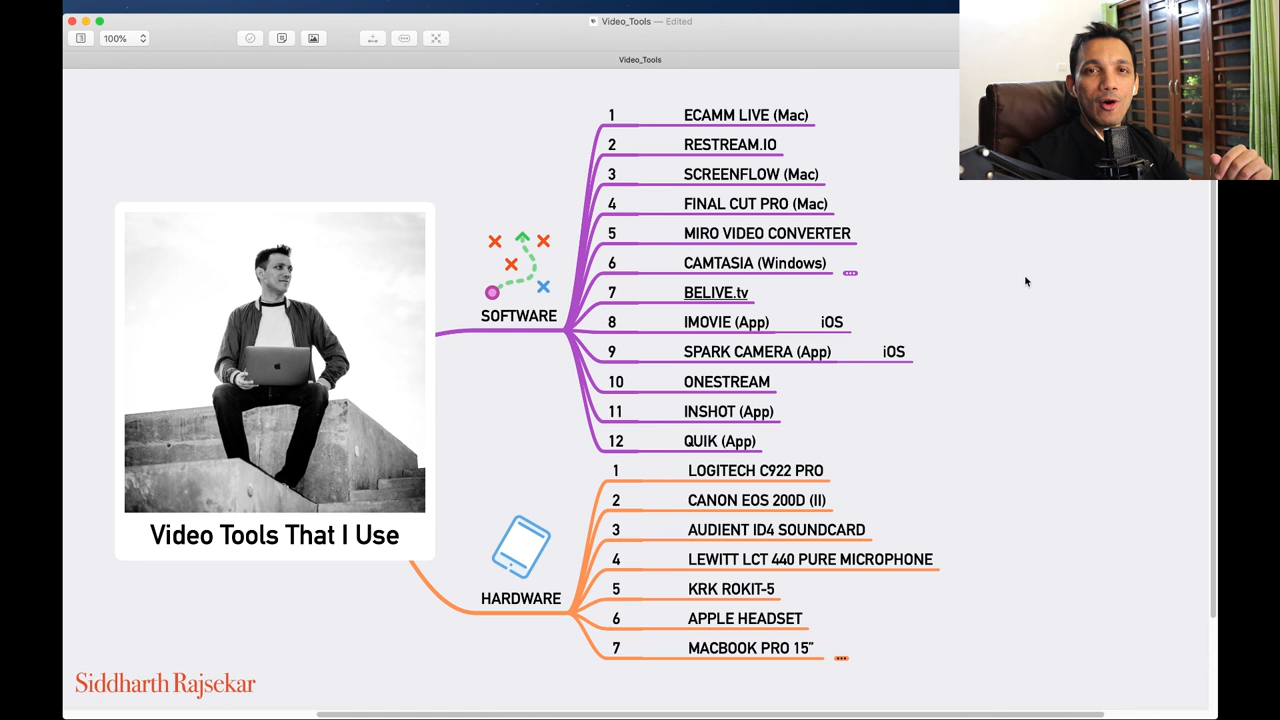 Video_Tools — Edited
100%
Video_Tools
1 ECAMM LIVE (Mac)
2 RESTREAM.IO
3 SCREENFLOW (Mac)
4 FINAL CUT PRO (Mac)
5 MIRO VIDEO CONVERTER
6 CAMTASIA (Windows)
7 BELIVE.tv
8 IMOVIE (App) iOS
9 SPARK CAMERA (App) iOS
10 ONESTREAM
11 INSHOT (App)
12 QUIK (App)
SOFTWARE
1 LOGITECH C922 PRO
2 CANON EOS 200D (II)
3 AUDIENT ID4 SOUNDCARD
4 LEWITT LCT 440 PURE MICROPHONE
5 KRK ROKIT-5
6 APPLE HEADSET
7 MACBOOK PRO 15”
HARDWARE
Video Tools That I Use
Siddharth Rajsekar